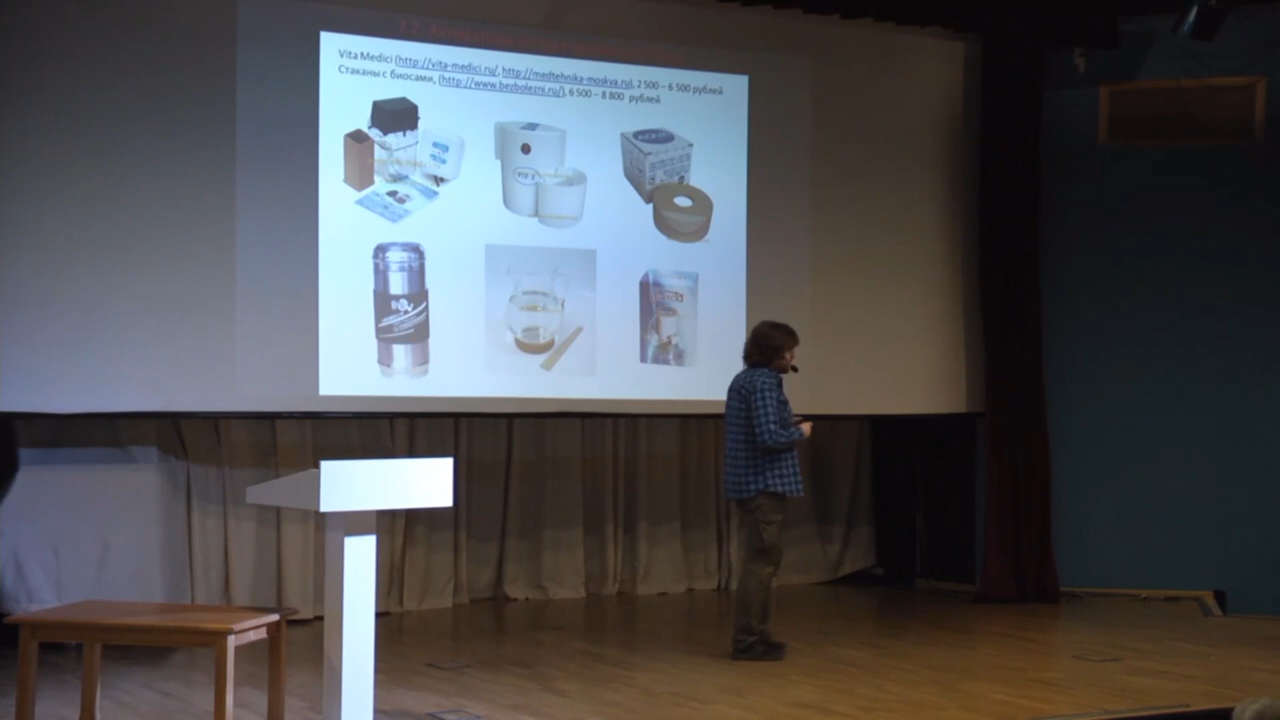 Vita Medici (http://vita-medici.ru/, http://medtehnika-moskva.ru), 2 500 – 6 500 рублей
Стаканы с биосами, (http://www.bezbolezni.ru/), 6 500 – 8 800 рублей